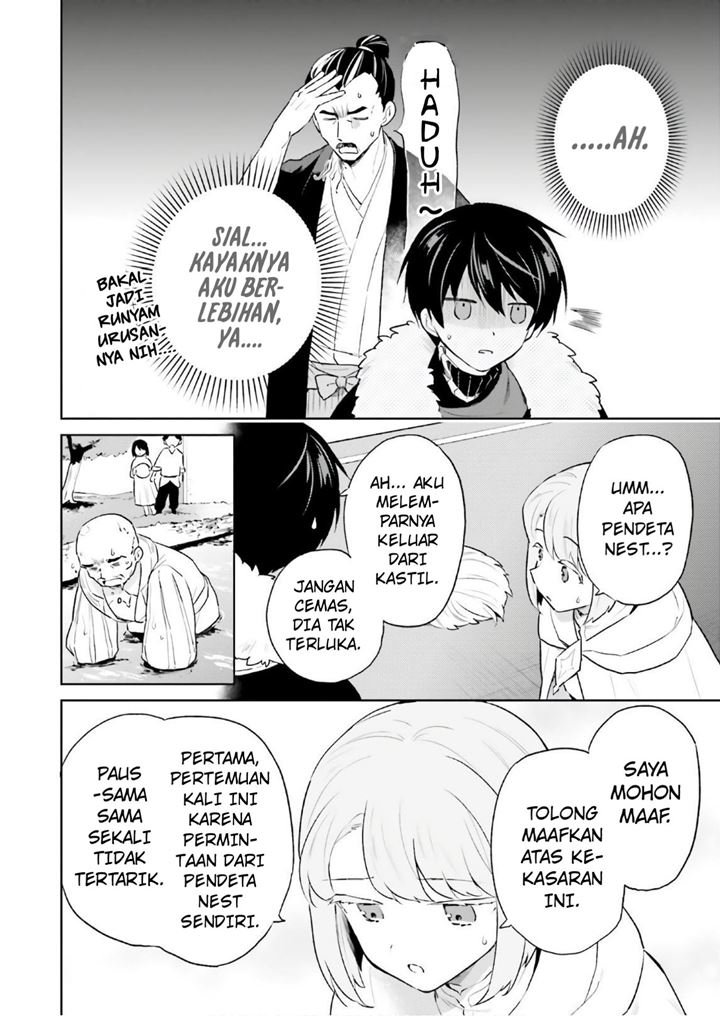 .....AH.
HADUH~
SIAL...
KAYAKNYA
AKU BER-
LEBIHAN,
YA....
BAKAL
JADI
RUNYAM
URUSAN-
NYA NIH...
UMM...
APA
PENDETA
NEST...?
AH... AKU
MELEM-
PARNYA
KELUAR
DARI
KASTIL.
JANGAN
CEMAS,
DIA TAK
TERLUKA.
SAYA
MOHON
MAAF.
TOLONG
MAAFKAN
ATAS KE-
KASARAN
INI.
PERTAMA,
PERTEMUAN
KALI INI
KARENA
PERMIN-
TAAN DARI
PENDETA
NEST
SENDIRI.
PAUS
-SAMA
SAMA
SEKALI
TIDAK
TERTARIK.